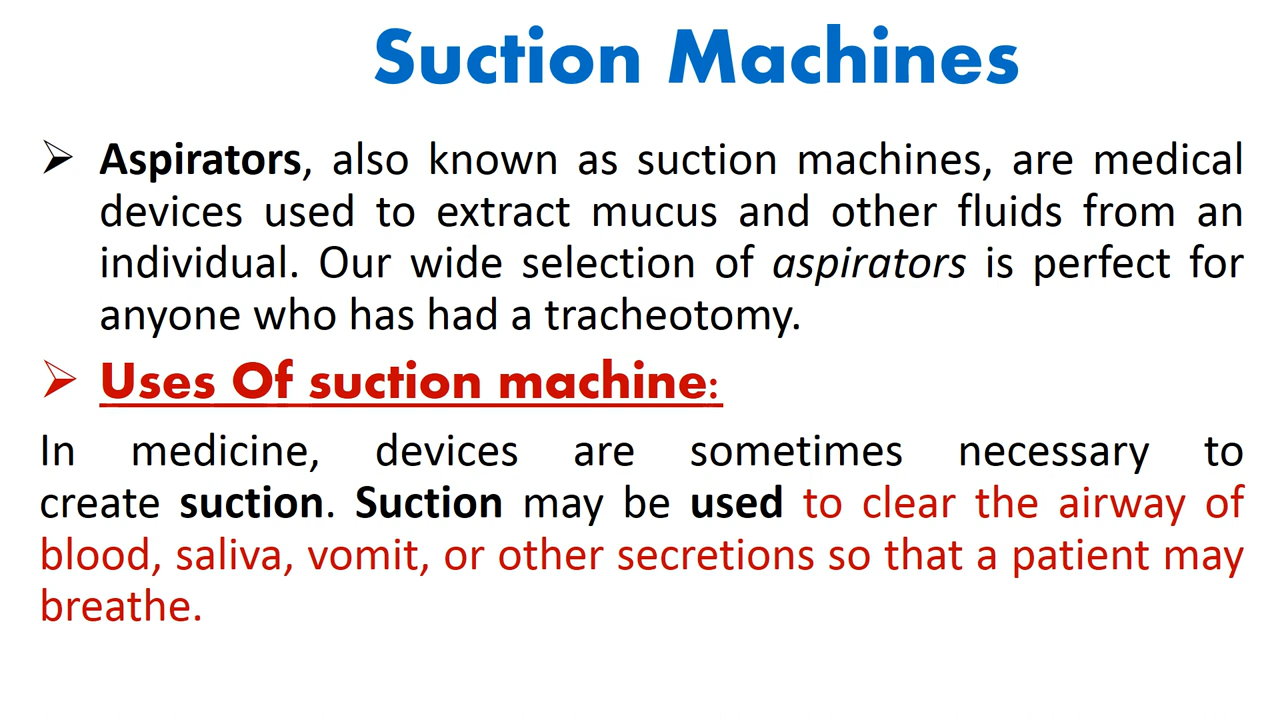 Suction Machines
➢ Aspirators, also known as suction machines, are medical
devices used to extract mucus and other fluids from an
individual. Our wide selection of aspirators is perfect for
anyone who has had a tracheotomy.
➢ Uses Of suction machine:
In medicine, devices are sometimes necessary to
create suction. Suction may be used to clear the airway of
blood, saliva, vomit, or other secretions so that a patient may
breathe.